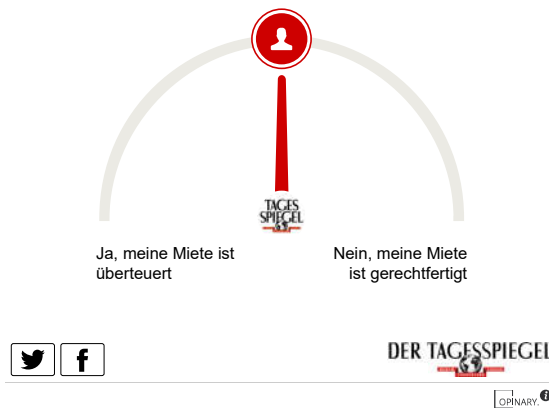 TAGES
SPIEGEL
Ja, meine Miete ist
überteuert
Nein, meine Miete
ist gerechtfertigt
DER TAGESSPIEGEL
OPINARY.